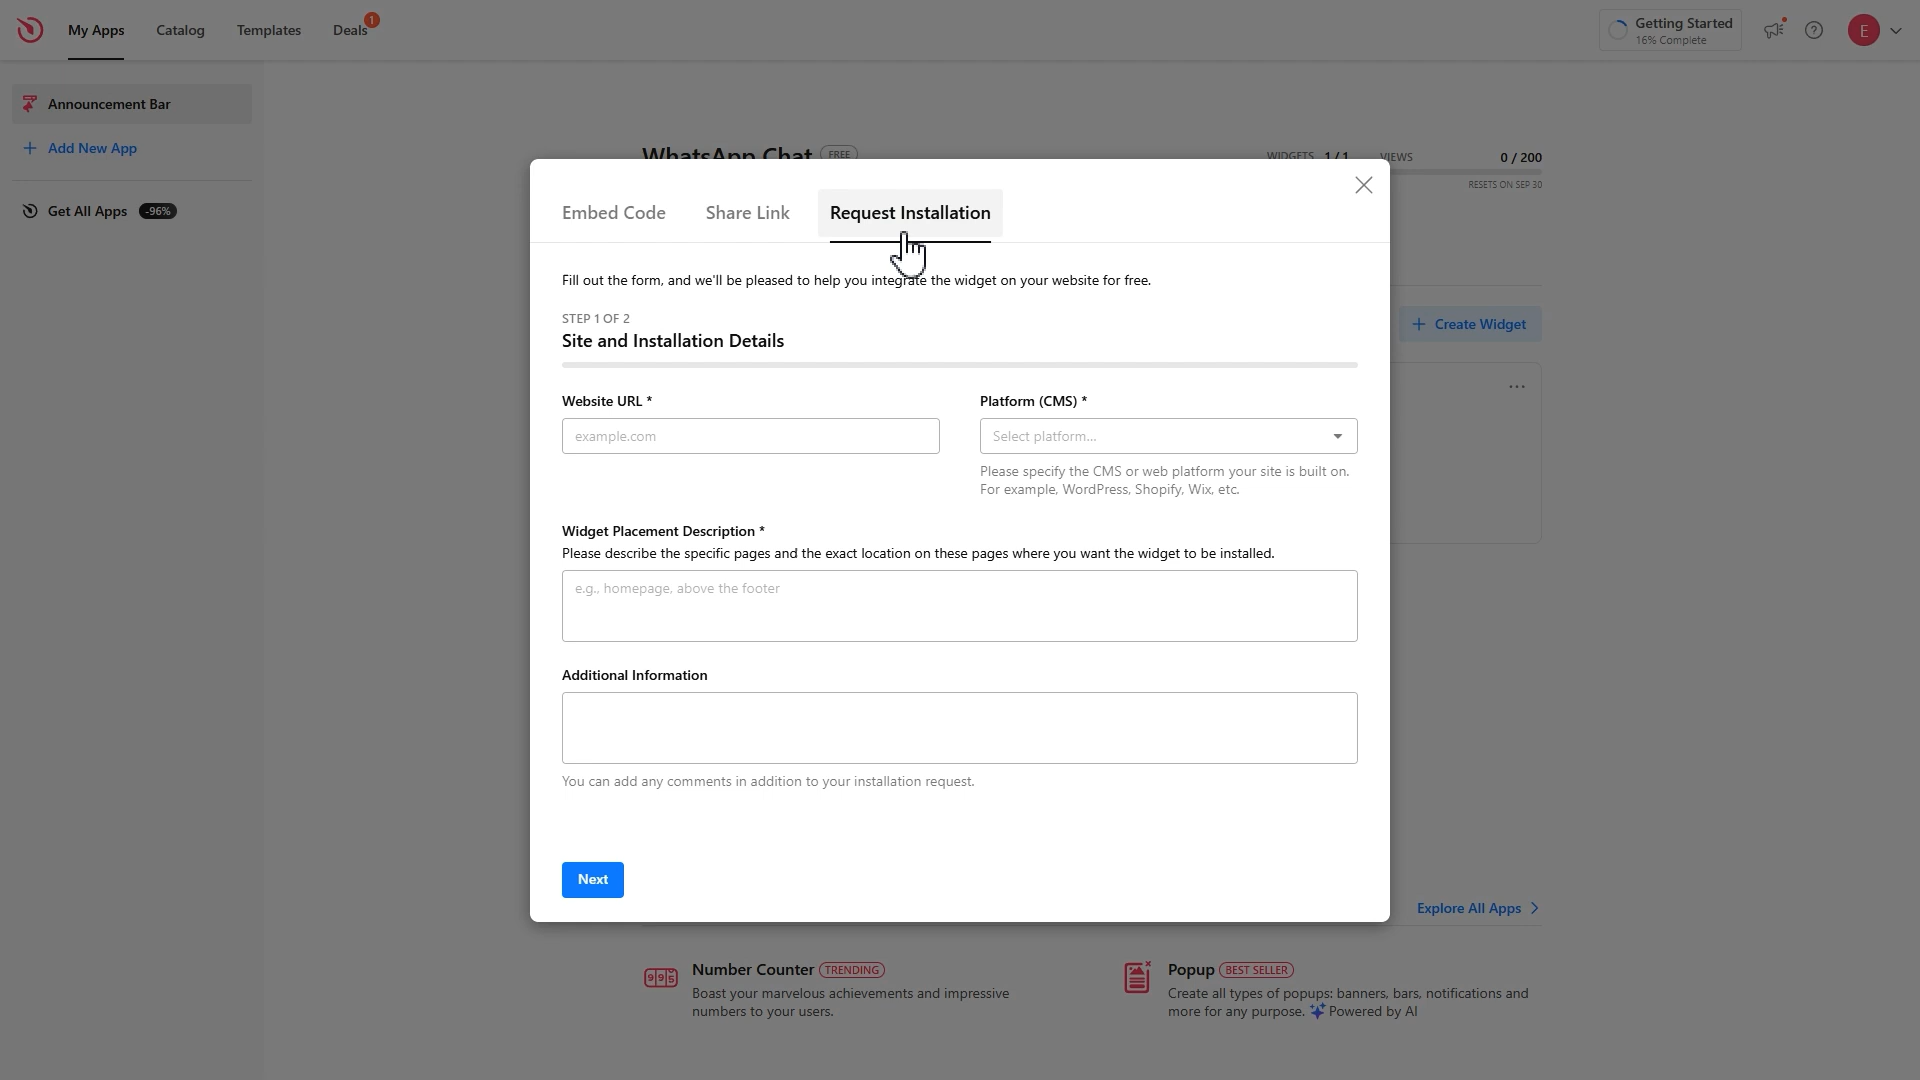 My Apps
Catalog
Templates
Deals
1
Getting Started
16% Complete
E
Announcement Bar
Add New App
Get All Apps
-96%
WhatsApp Chat
FREE
WIDGETS 1/1
VIEWS
0 / 200
RESETS ON SEP 30
Create Widget
Embed Code
Share Link
Request Installation
Fill out the form, and we'll be pleased to help you integrate the widget on your website for free.
STEP 1 OF 2
Site and Installation Details
Website URL *
Platform (CMS) *
example.com
Select platform...
Please specify the CMS or web platform your site is built on.
For example, WordPress, Shopify, Wix, etc.
Widget Placement Description *
Please describe the specific pages and the exact location on these pages where you want the widget to be installed.
e.g., homepage, above the footer
Additional Information
You can add any comments in addition to your installation request.
Next
Explore All Apps
Number Counter
TRENDING
Boast your marvelous achievements and impressive
numbers to your users.
Popup
BEST SELLER
Create all types of popups: banners, bars, notifications and
more for any purpose. Powered by AI